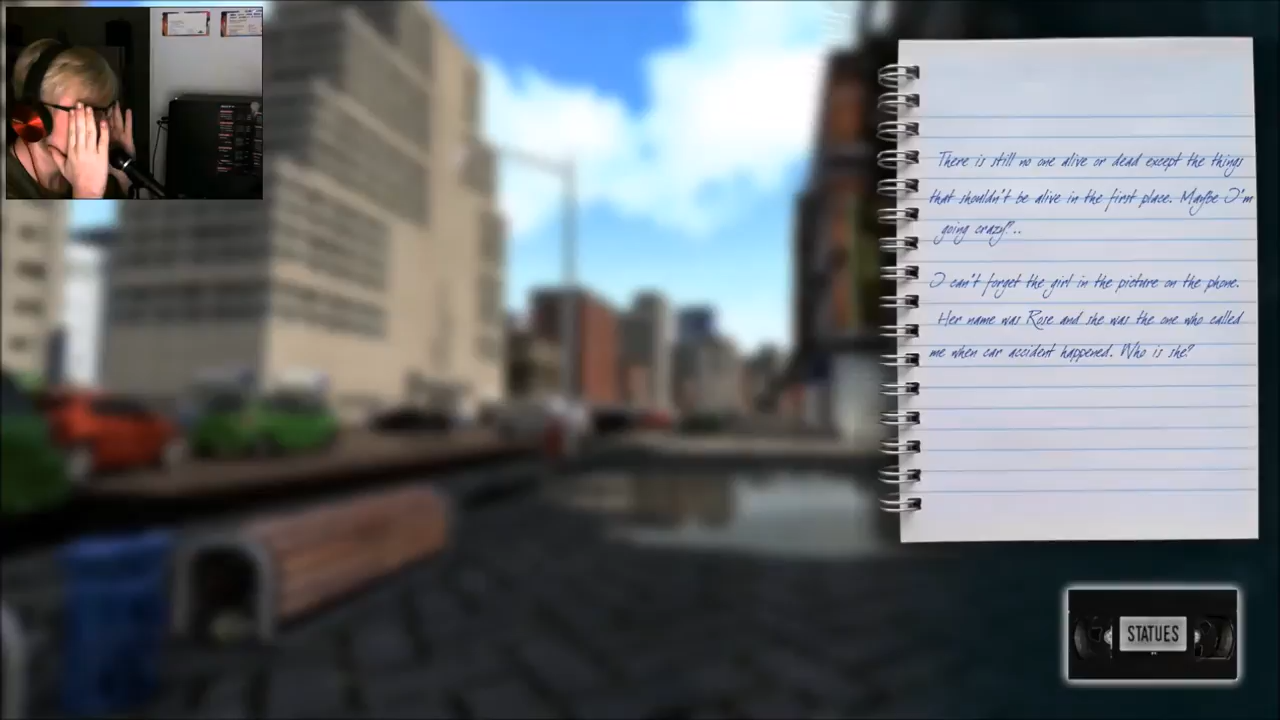 There is still no one alive or dead except the things
that shouldn't be alive in the first place. Maybe I'm
going crazy?..
I can't forget the girl in the picture on the phone.
Her name was Rose and she was the one who called
me when car accident happened. Who is she?
STATUES